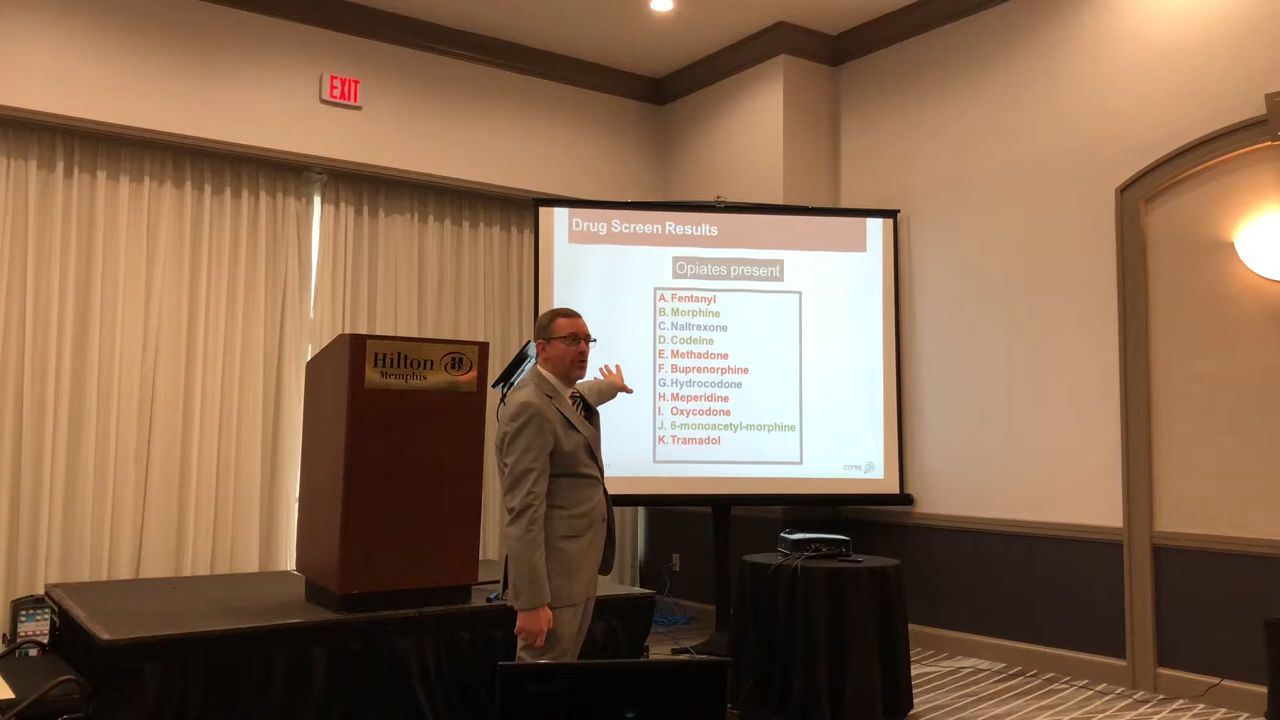 EXIT
Drug Screen Results
Opiates present
A. Fentanyl
B. Morphine
C. Naltrexone
D. Codeine
E. Methadone
F. Buprenorphine
G. Hydrocodone
H. Meperidine
I. Oxycodone
J. 6-monoacetyl-morphine
K. Tramadol
Hilton
Memphis